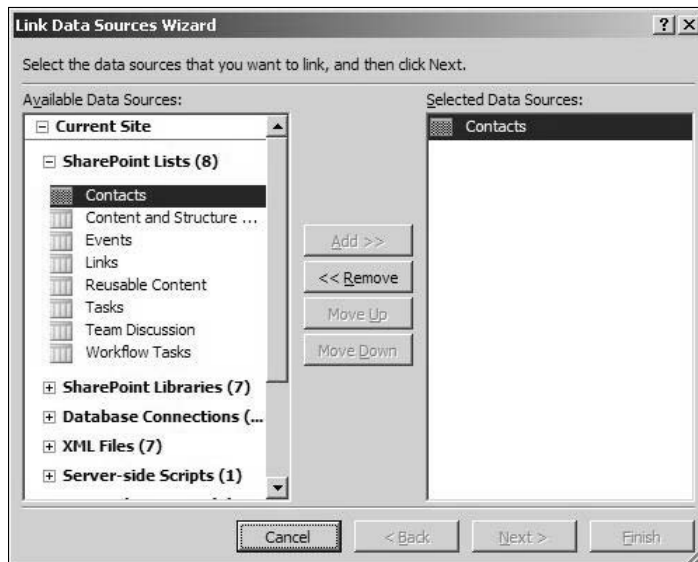 Link Data Sources Wizard
Select the data sources that you want to link, and then click Next.
Available Data Sources:
Current Site
SharePoint Lists (8)
Contacts
Content and Structure ...
Events
Links
Reusable Content
Tasks
Team Discussion
Workflow Tasks
SharePoint Libraries (7)
Database Connections (...
XML Files (7)
Server-side Scripts (1)
Add >>
<< Remove
Move Up
Move Down
Selected Data Sources:
Contacts
Cancel
< Back
Next >
Finish